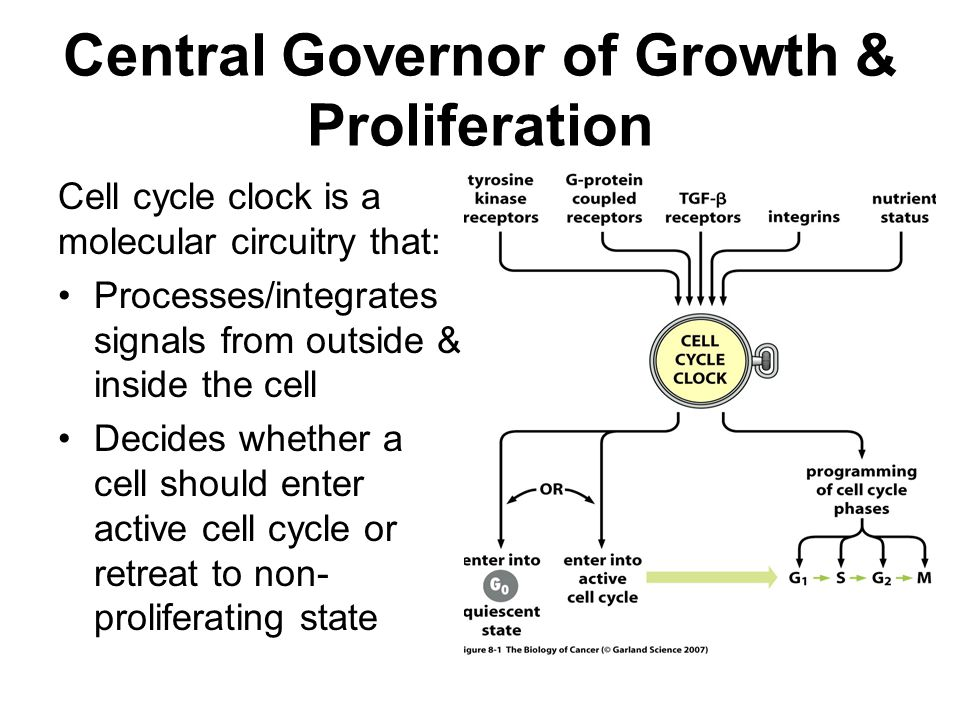 Central Governor of Growth &
Proliferation
Cell cycle clock is a
molecular circuitry that:
• Processes/integrates
signals from outside &
inside the cell
• Decides whether a
cell should enter
active cell cycle or
retreat to non-
proliferating state
tyrosine
kinase
receptors
G-protein
coupled
receptors
TGF-β
receptors
integrins
nutrient
status
CELL
CYCLE
CLOCK
OR
programming
of cell cycle
phases
enter into
G0
quiescent
state
enter into
active
cell cycle
G1 S G2 M
igure 8-1 The Biology of Cancer (© Garland Science 2007)